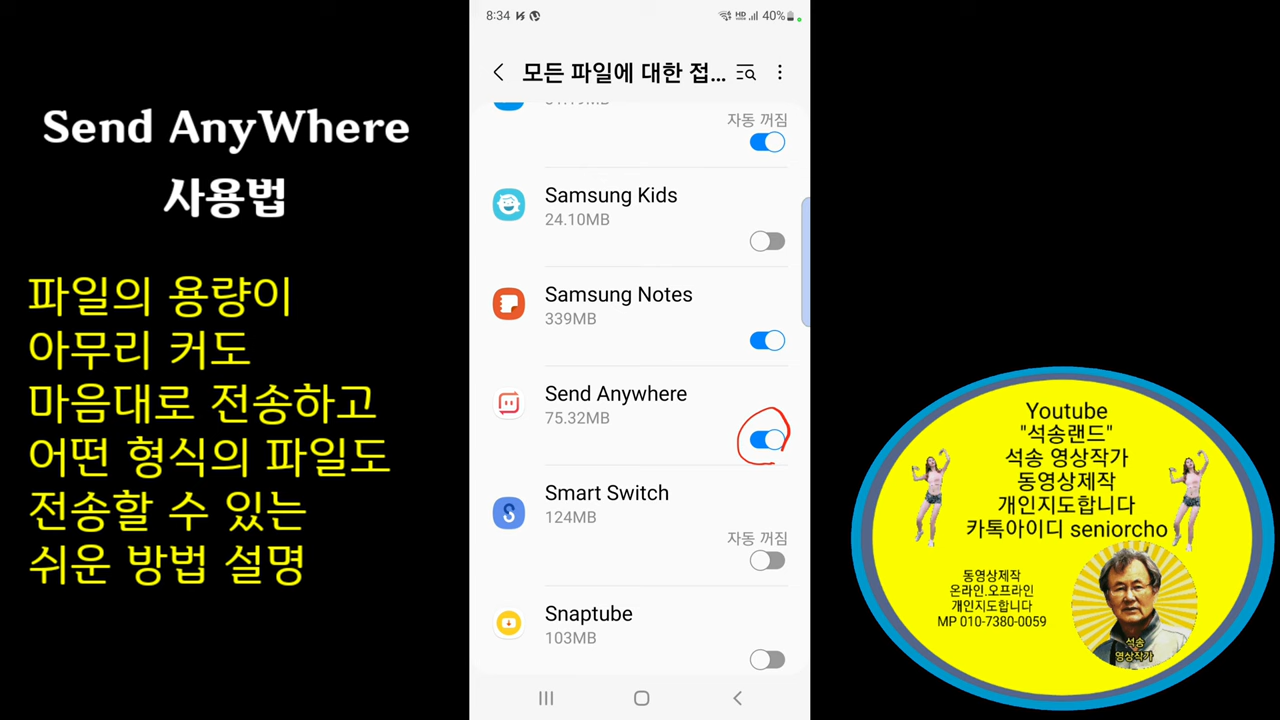 Send AnyWhere
사용법
파일의 용량이
아무리 커도
마음대로 전송하고
어떤 형식의 파일도
전송할 수 있는
쉬운 방법 설명
8:34
HD
40%
모든 파일에 대한 접...
자동 꺼짐
Samsung Kids
24.10MB
Samsung Notes
339MB
Send Anywhere
75.32MB
Smart Switch
124MB
자동 꺼짐
Snaptube
103MB
Youtube
"석송랜드"
석송 영상작가
동영상제작
개인지도합니다
카톡아이디 seniorcho
동영상제작
온라인.오프라인
개인지도합니다
MP 010-7380-0059
석송
영상작가